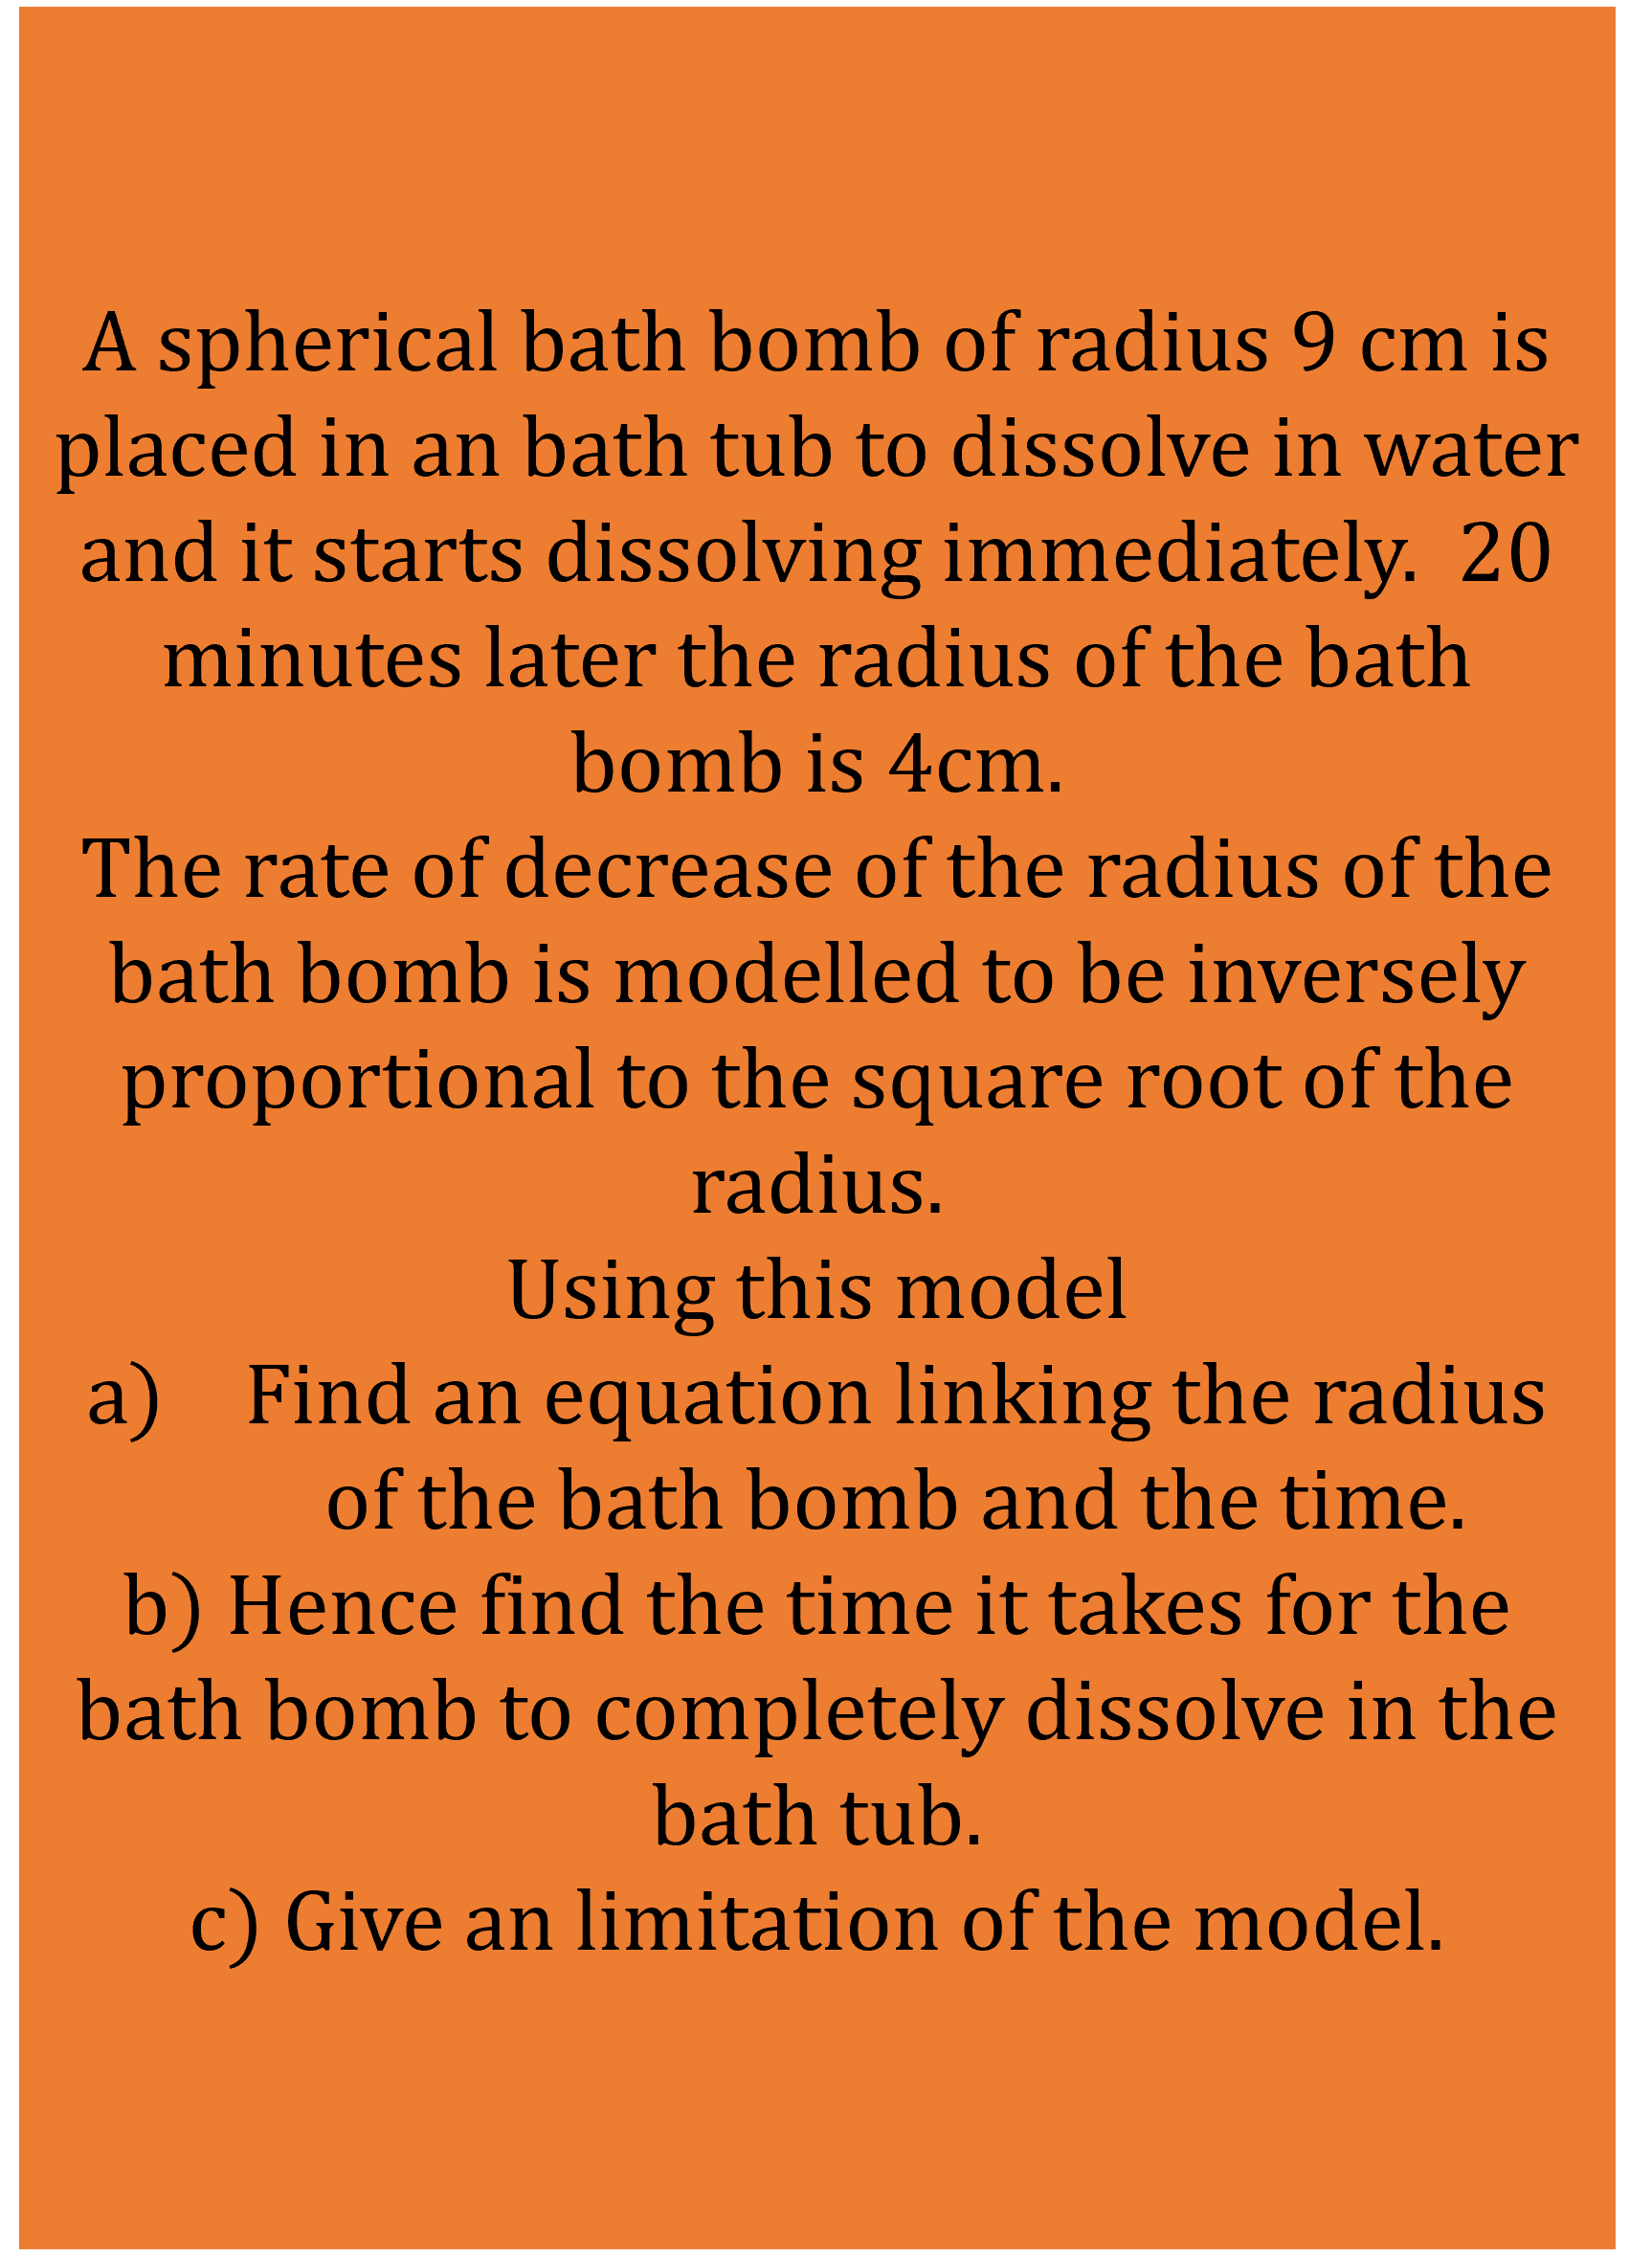 A spherical bath bomb of radius 9 cm is
placed in an bath tub to dissolve in water
and it starts dissolving immediately.  20
minutes later the radius of the bath
bomb is 4cm.
The rate of decrease of the radius of the
bath bomb is modelled to be inversely
proportional to the square root of the
radius.
Using this model
a)    Find an equation linking the radius
of the bath bomb and the time.
b) Hence find the time it takes for the
bath bomb to completely dissolve in the
bath tub.
c) Give an limitation of the model.